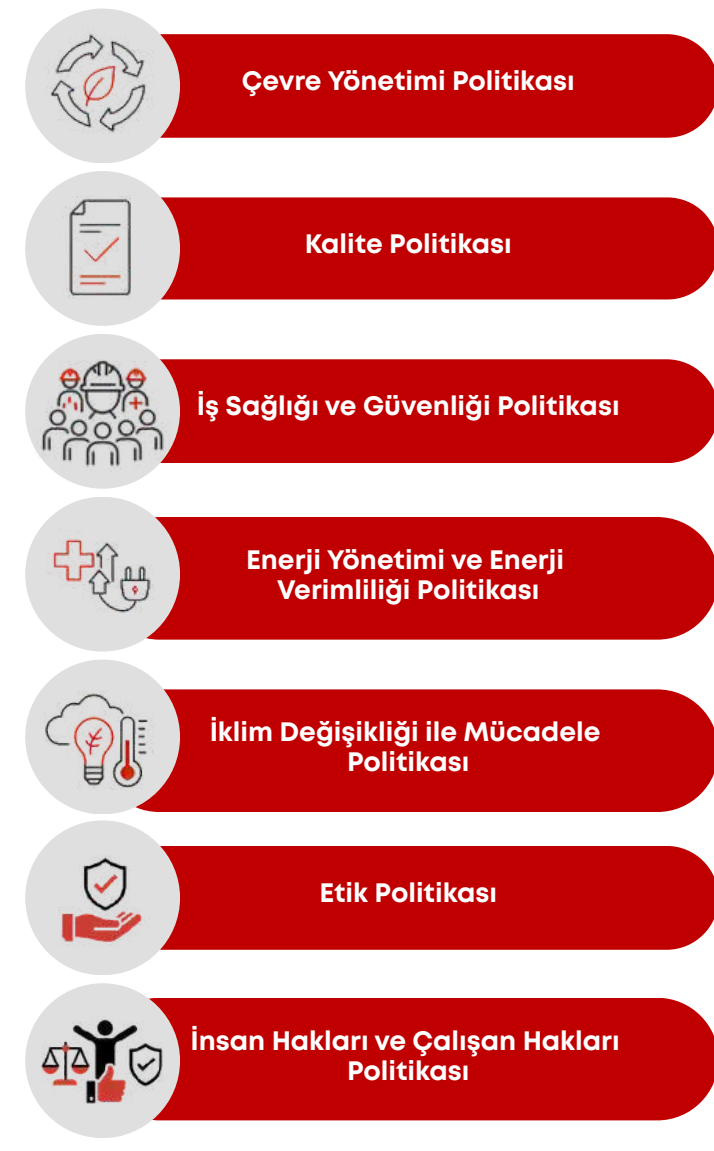 Çevre Yönetimi Politikası
Kalite Politikası
İş Sağlığı ve Güvenliği Politikası
Enerji Yönetimi ve Enerji
Verimliliği Politikası
İklim Değişikliği ile Mücadele
Politikası
Etik Politikası
İnsan Hakları ve Çalışan Hakları
Politikası